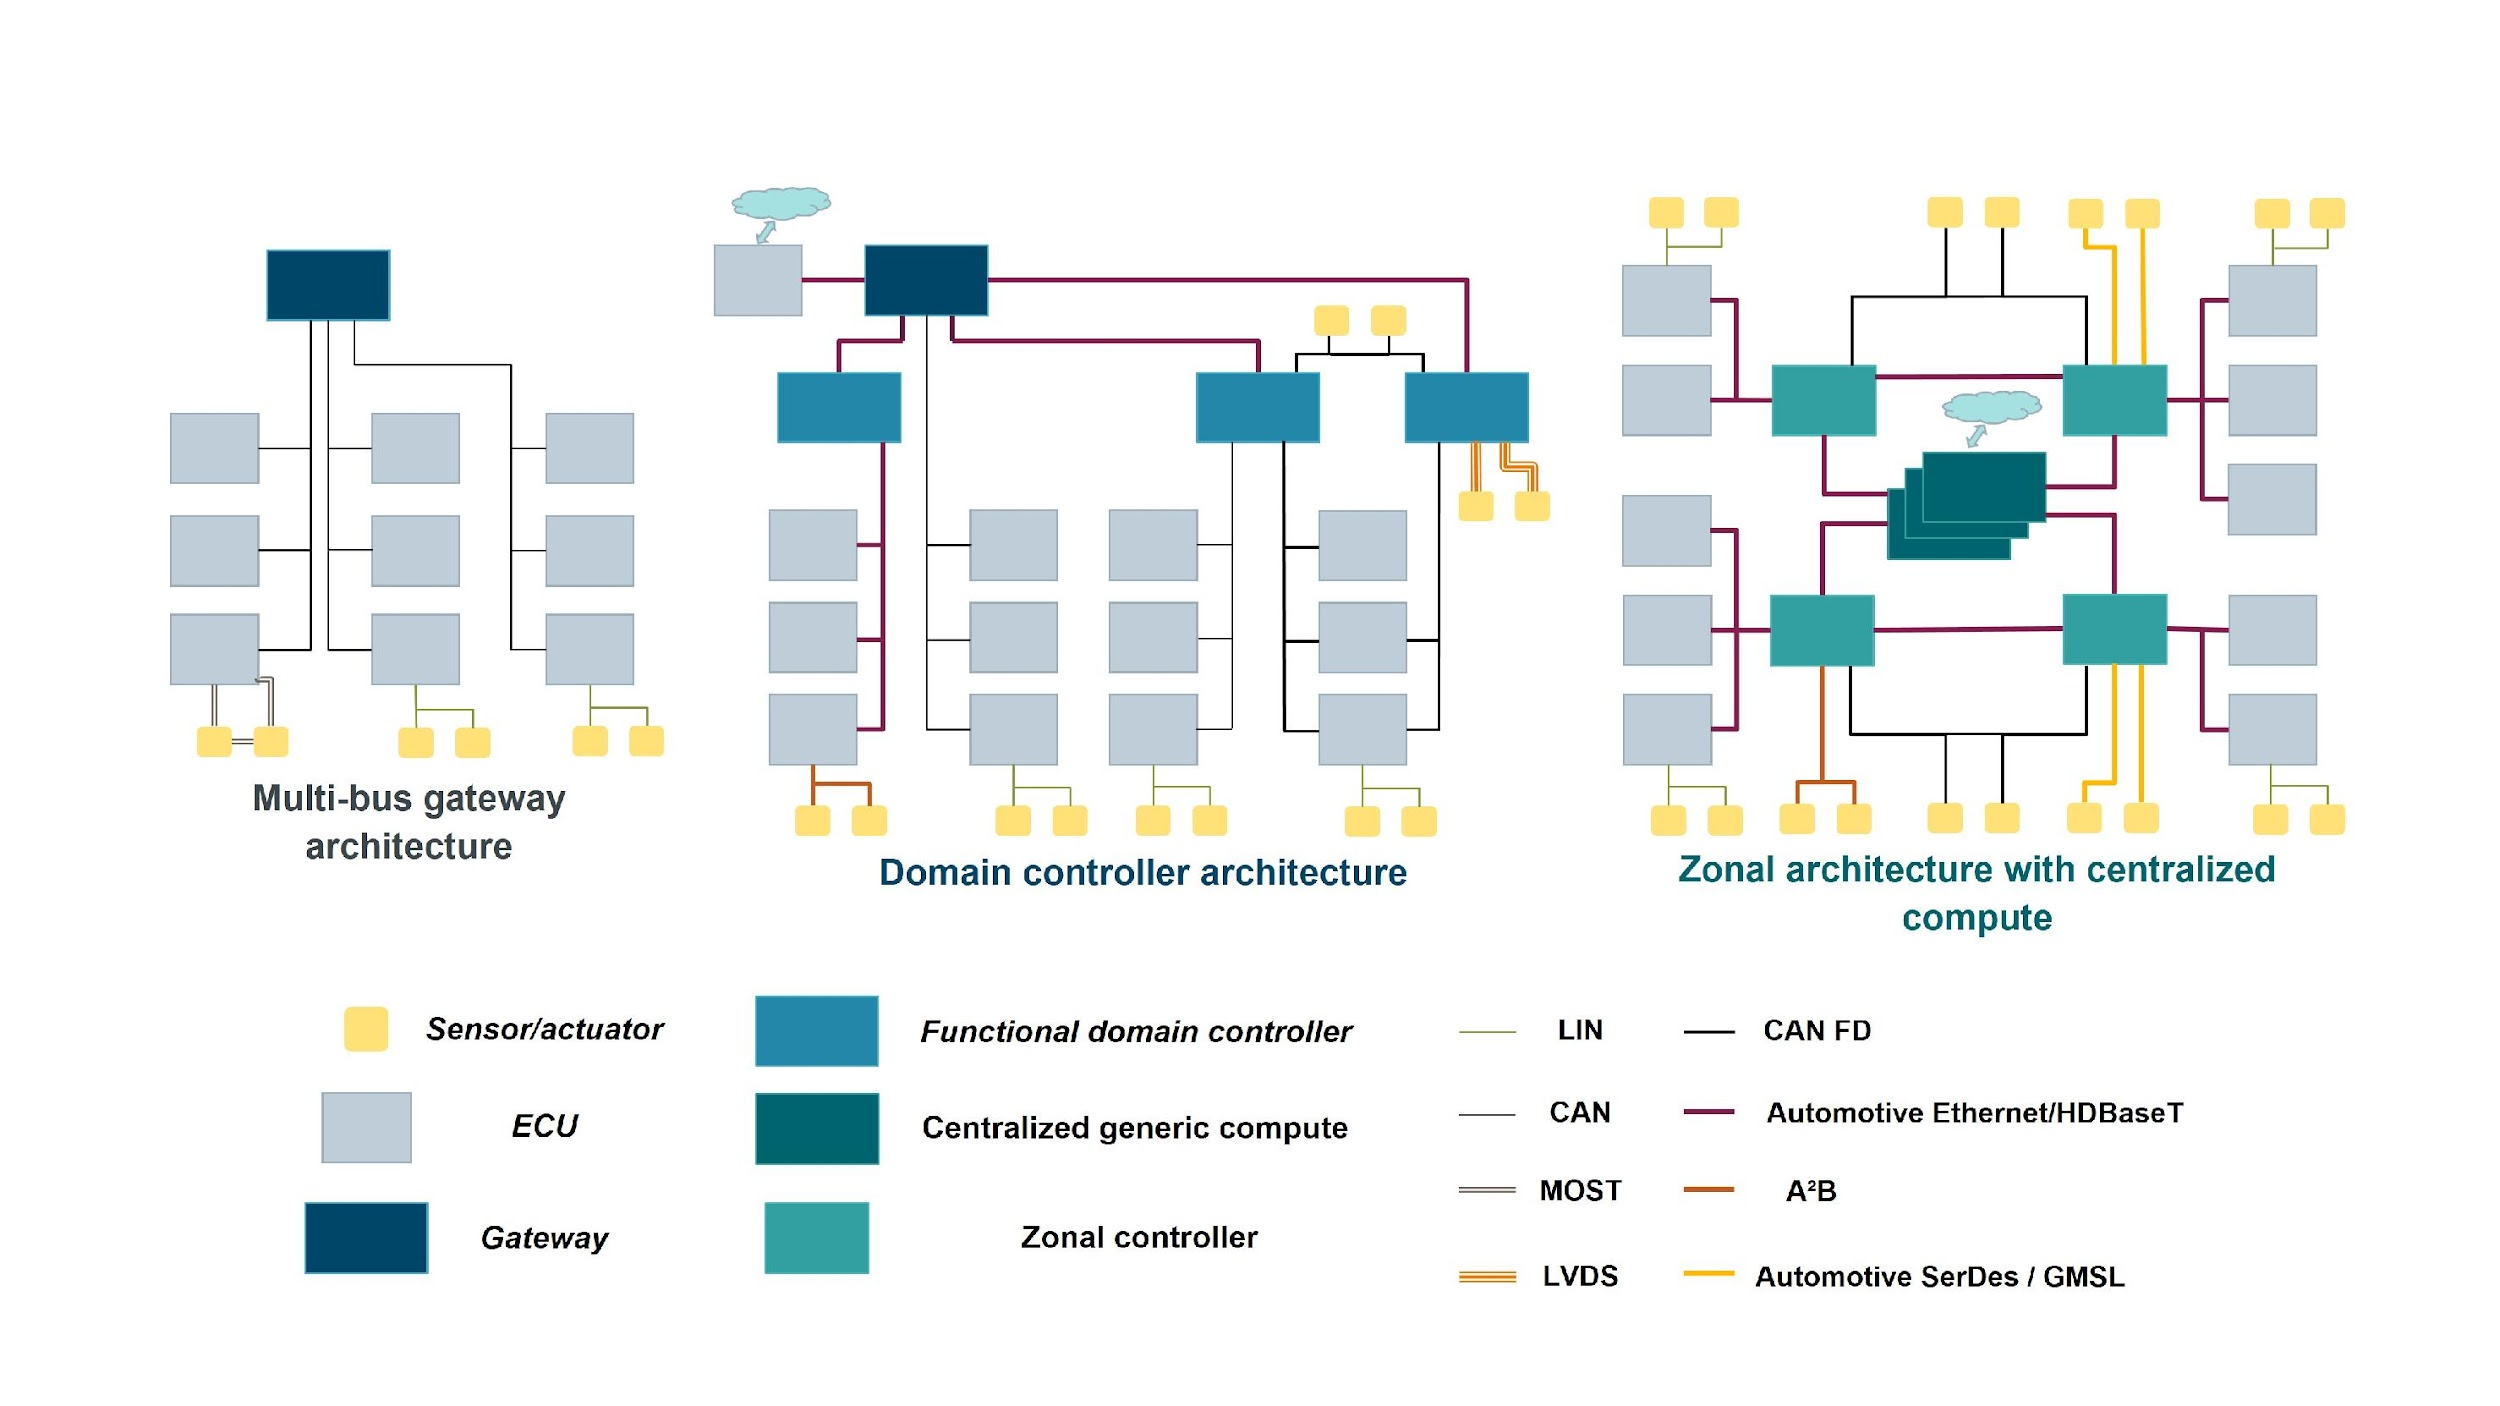 Multi-bus gateway
architecture
Domain controller architecture
Zonal architecture with centralized
compute
Sensor/actuator
ECU
Gateway
Functional domain controller
Centralized generic compute
Zonal controller
LIN
CAN FD
CAN
Automotive Ethernet/HDBaseT
MOST
A²B
LVDS
Automotive SerDes / GMSL